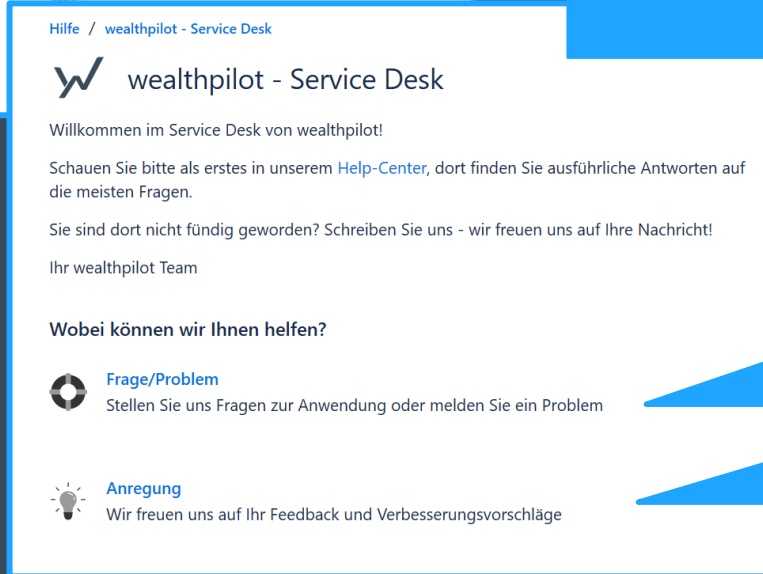 Hilfe / wealthpilot - Service Desk
wealthpilot - Service Desk
Willkommen im Service Desk von wealthpilot!
Schauen Sie bitte als erstes in unserem Help-Center, dort finden Sie ausführliche Antworten auf
die meisten Fragen.
Sie sind dort nicht fündig geworden? Schreiben Sie uns - wir freuen uns auf Ihre Nachricht!
Ihr wealthpilot Team
Wobei können wir Ihnen helfen?
Frage/Problem
Stellen Sie uns Fragen zur Anwendung oder melden Sie ein Problem
Anregung
Wir freuen uns auf Ihr Feedback und Verbesserungsvorschläge